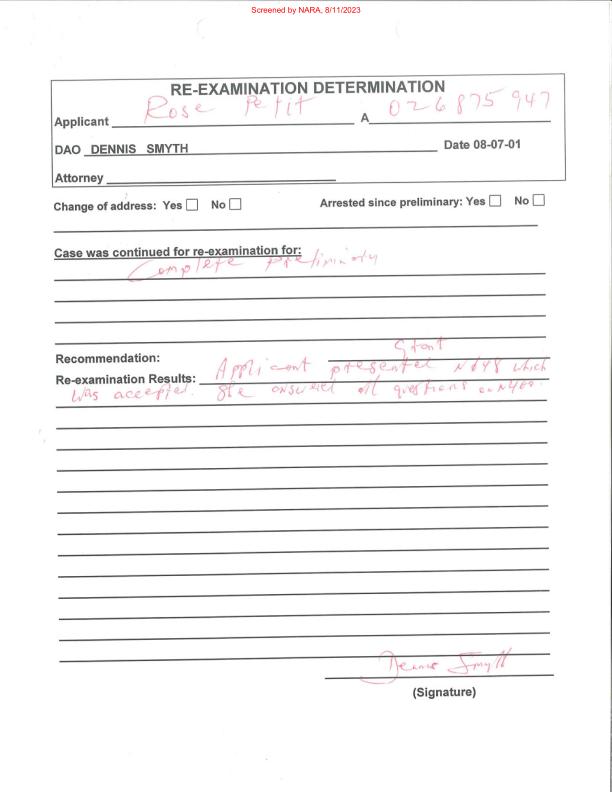 Screened by NARA, 8/11/2023
RE-EXAMINATION DETERMINATION
Applicant Rose Petit A 026875947
DAO DENNIS SMYTH Date 08-07-01
Attorney
Change of address: Yes No Arrested since preliminary: Yes No
Case was continued for re-examination for:
Complete preliminary
Recommendation: Grant
Re-examination Results: Applicant presented N648 which
was accepted. She answered all questions on N400.
Dennis Smyth
(Signature)